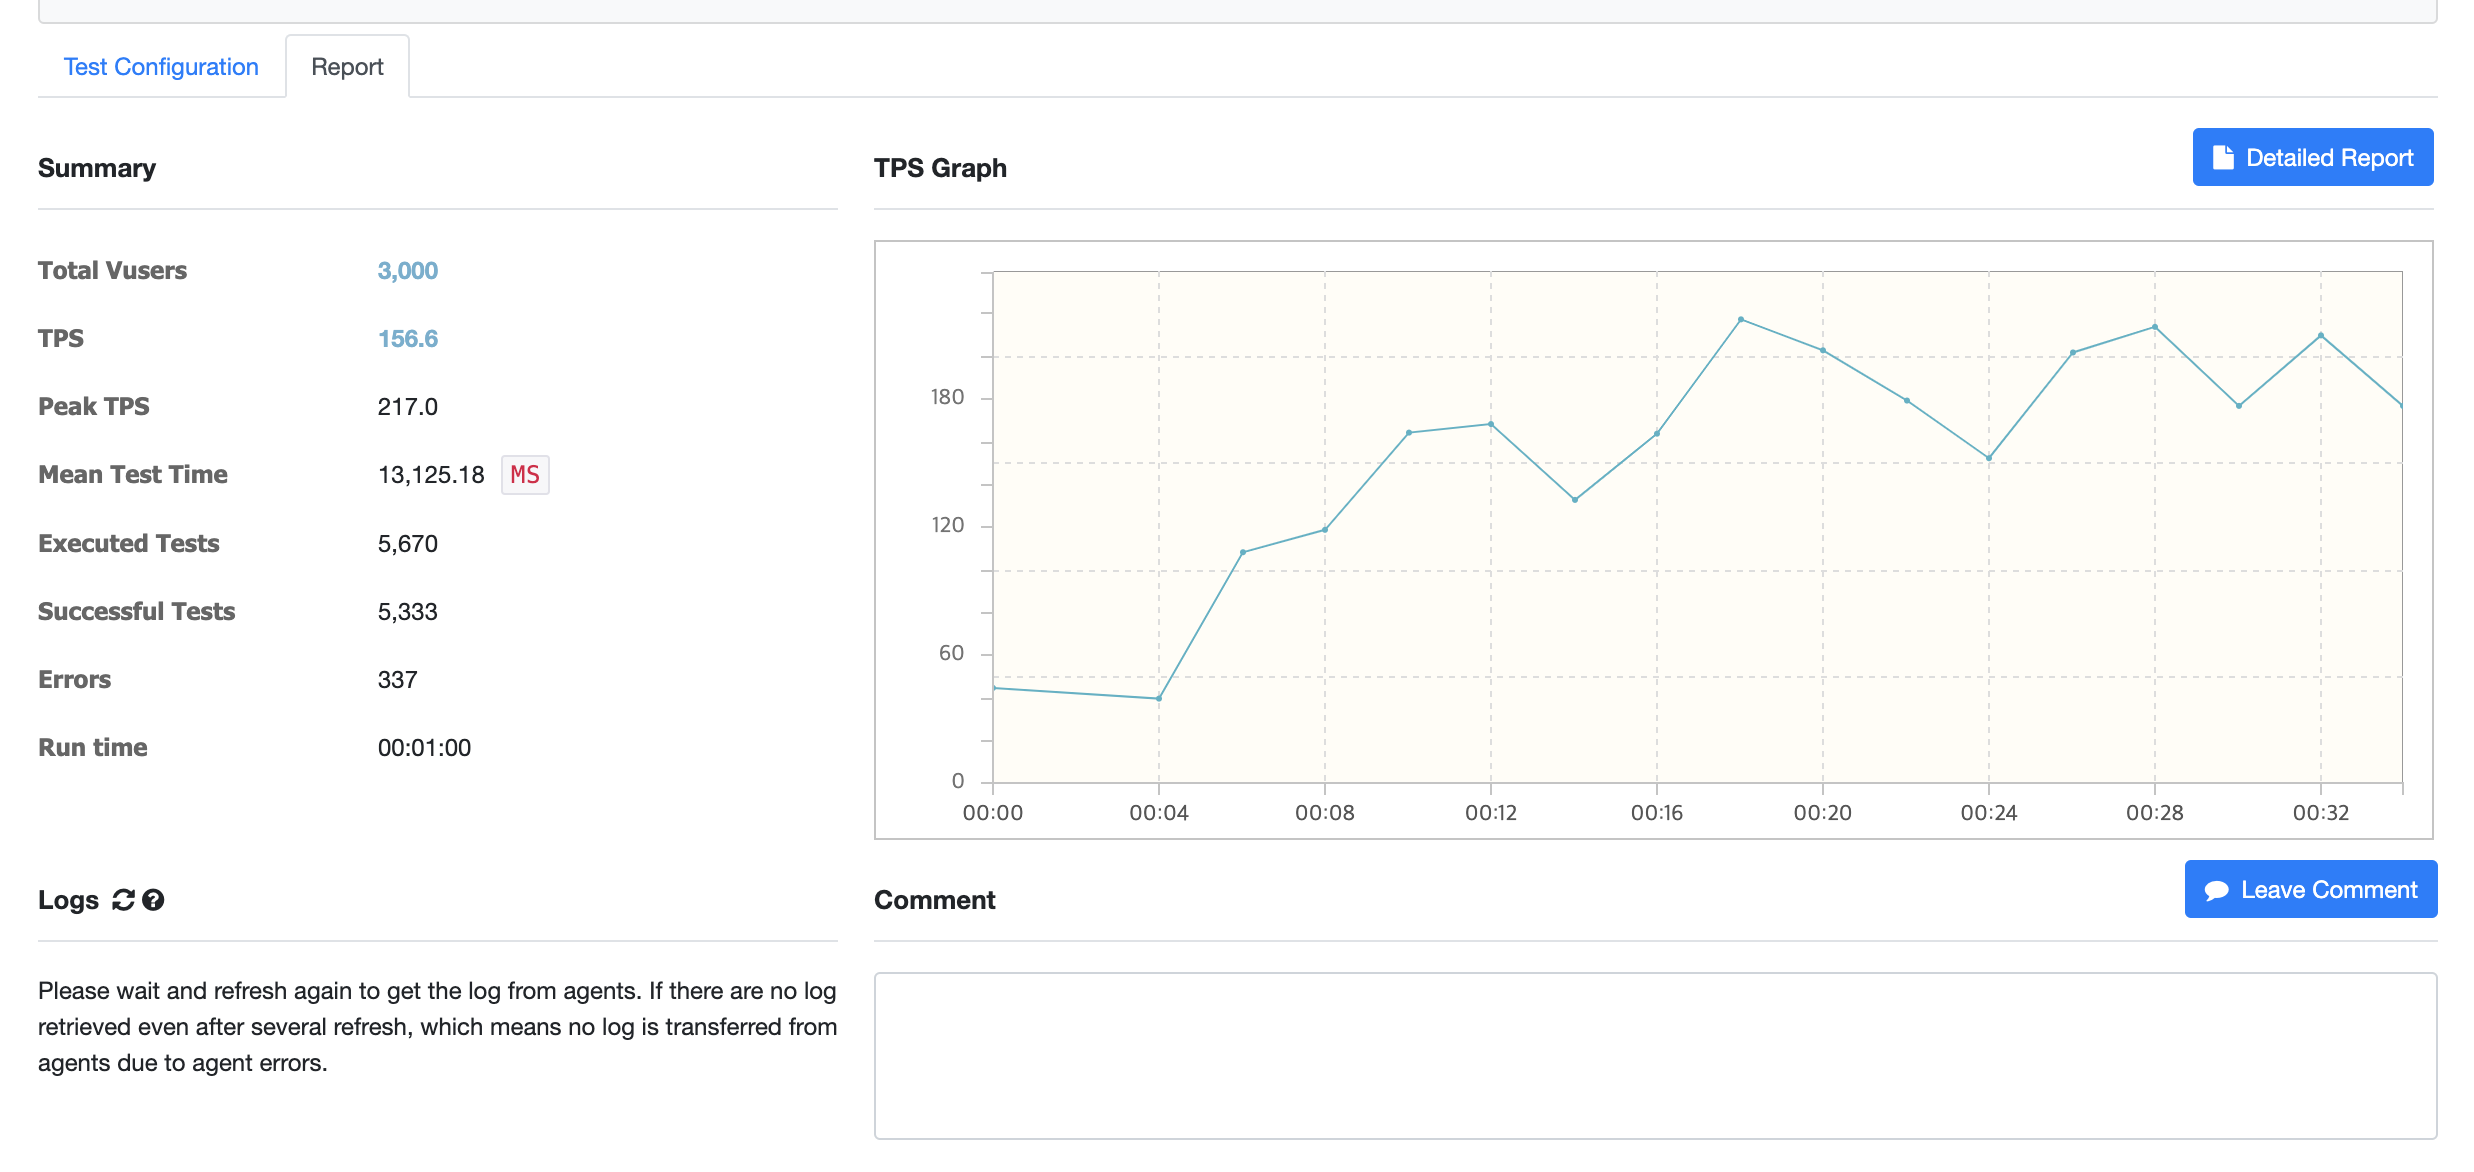 Test Configuration
Report
Summary
Total Vusers 3,000
TPS 156.6
Peak TPS 217.0
Mean Test Time 13,125.18 MS
Executed Tests 5,670
Successful Tests 5,333
Errors 337
Run time 00:01:00
TPS Graph
Detailed Report
180
120
60
0
00:00 00:04 00:08 00:12 00:16 00:20 00:24 00:28 00:32
Logs
Please wait and refresh again to get the log from agents. If there are no log
retrieved even after several refresh, which means no log is transferred from
agents due to agent errors.
Comment
Leave Comment